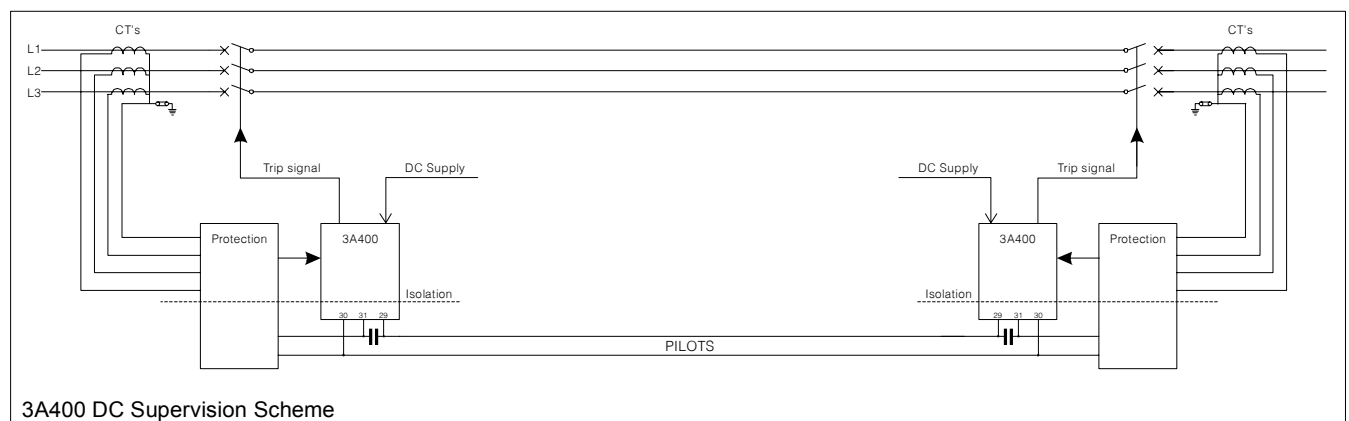 CT's CT's
L1
L2
L3
Trip signal DC Supply DC Supply Trip signal
Protection 3A400 3A400 Protection
Isolation Isolation
30 31 29 29 31 30
PILOTS
3A400 DC Supervision Scheme